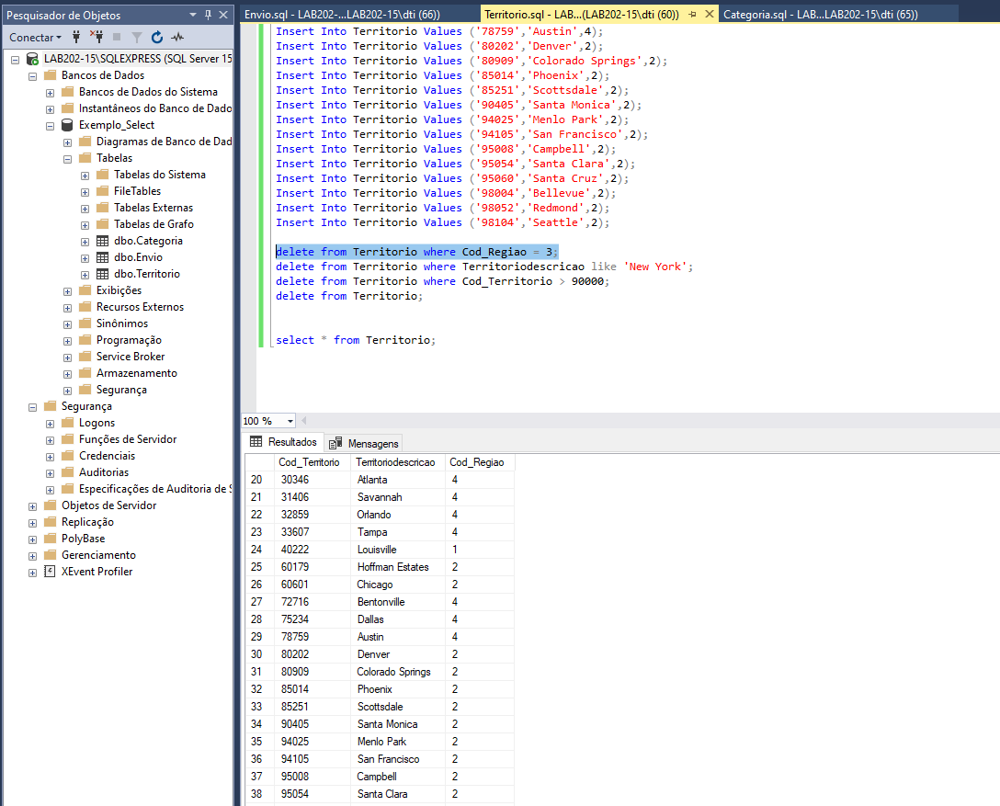 Pesquisador de Objetos
Conectar
LAB202-15\SQLEXPRESS (SQL Server 15
Bancos de Dados
Bancos de Dados do Sistema
Instantâneos do Banco de Dado
Exemplo_Select
Diagramas de Banco de Dad
Tabelas
Tabelas do Sistema
FileTables
Tabelas Externas
Tabelas de Grafo
dbo.Categoria
dbo.Envio
dbo.Territorio
Exibições
Recursos Externos
Sinônimos
Programação
Service Broker
Armazenamento
Segurança
Segurança
Logons
Funções de Servidor
Credenciais
Auditorias
Especificações de Auditoria de S
Objetos de Servidor
Replicação
PolyBase
Gerenciamento
XEvent Profiler
Envio.sql - LAB202-...LAB202-15\dti (66))
Territorio.sql - LAB...(LAB202-15\dti (60))
Categoria.sql - LAB...LAB202-15\dti (65))
Insert Into Territorio Values ('78759','Austin',4);
Insert Into Territorio Values ('80202','Denver',2);
Insert Into Territorio Values ('80909','Colorado Springs',2);
Insert Into Territorio Values ('85014','Phoenix',2);
Insert Into Territorio Values ('85251','Scottsdale',2);
Insert Into Territorio Values ('90405','Santa Monica',2);
Insert Into Territorio Values ('94025','Menlo Park',2);
Insert Into Territorio Values ('94105','San Francisco',2);
Insert Into Territorio Values ('95008','Campbell',2);
Insert Into Territorio Values ('95054','Santa Clara',2);
Insert Into Territorio Values ('95060','Santa Cruz',2);
Insert Into Territorio Values ('98004','Bellevue',2);
Insert Into Territorio Values ('98052','Redmond',2);
Insert Into Territorio Values ('98104','Seattle',2);
delete from Territorio where Cod_Regiao = 3;
delete from Territorio where Territoriodescricao like 'New York';
delete from Territorio where Cod_Territorio > 90000;
delete from Territorio;
select * from Territorio;
100 %
Resultados Mensagens
Cod_Territorio Territoriodescricao Cod_Regiao
20 30346 Atlanta 4
21 31406 Savannah 4
22 32859 Orlando 4
23 33607 Tampa 4
24 40222 Louisville 1
25 60179 Hoffman Estates 2
26 60601 Chicago 2
27 72716 Bentonville 4
28 75234 Dallas 4
29 78759 Austin 4
30 80202 Denver 2
31 80909 Colorado Springs 2
32 85014 Phoenix 2
33 85251 Scottsdale 2
34 90405 Santa Monica 2
35 94025 Menlo Park 2
36 94105 San Francisco 2
37 95008 Campbell 2
38 95054 Santa Clara 2